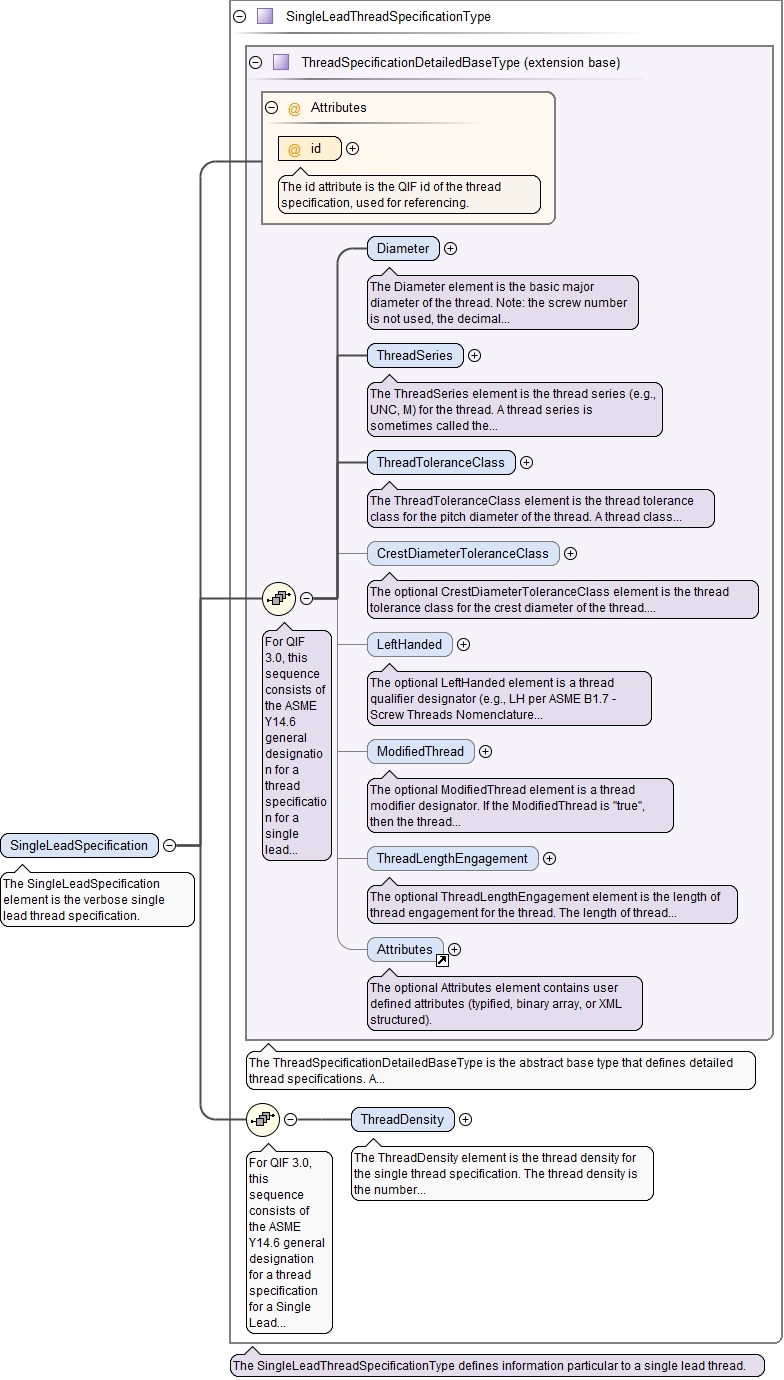 SingleLeadThreadSpecificationType
ThreadSpecificationDetailedBaseType (extension base)
@ Attributes
@ id
The id attribute is the QIF id of the thread
specification, used for referencing.
Diameter
The Diameter element is the basic major
diameter of the thread. Note: the screw number
is not used, the decimal...
ThreadSeries
The ThreadSeries element is the thread series (e.g.,
UNC, M) for the thread. A thread series is
sometimes called the...
ThreadToleranceClass
The ThreadToleranceClass element is the thread tolerance
class for the pitch diameter of the thread. A thread class...
CrestDiameterToleranceClass
The optional CrestDiameterToleranceClass element is the thread
tolerance class for the crest diameter of the thread....
For QIF
3.0, this
sequence
consists of
the ASME
Y14.6
general
designatio
n for a
thread
specificatio
n for a
single
lead...
LeftHanded
The optional LeftHanded element is a thread
qualifier designator (e.g., LH per ASME B1.7 -
Screw Threads Nomenclature...
ModifiedThread
The optional ModifiedThread element is a thread
modifier designator. If the ModifiedThread is "true",
then the thread...
SingleLeadSpecification
The SingleLeadSpecification
element is the verbose single
lead thread specification.
ThreadLengthEngagement
The optional ThreadLengthEngagement element is the length of
thread engagement for the thread. The length of thread...
Attributes
The optional Attributes element contains user
defined attributes (typified, binary array, or XML
structured).
The ThreadSpecificationDetailedBaseType is the abstract base type that defines detailed
thread specifications. A...
ThreadDensity
The ThreadDensity element is the thread density for
the single thread specification. The thread density is
the number...
For QIF 3.0,
this
sequence
consists of
the ASME
Y14.6 general
designation
for a thread
specification
for a Single
Lead...
The SingleLeadThreadSpecificationType defines information particular to a single lead thread.